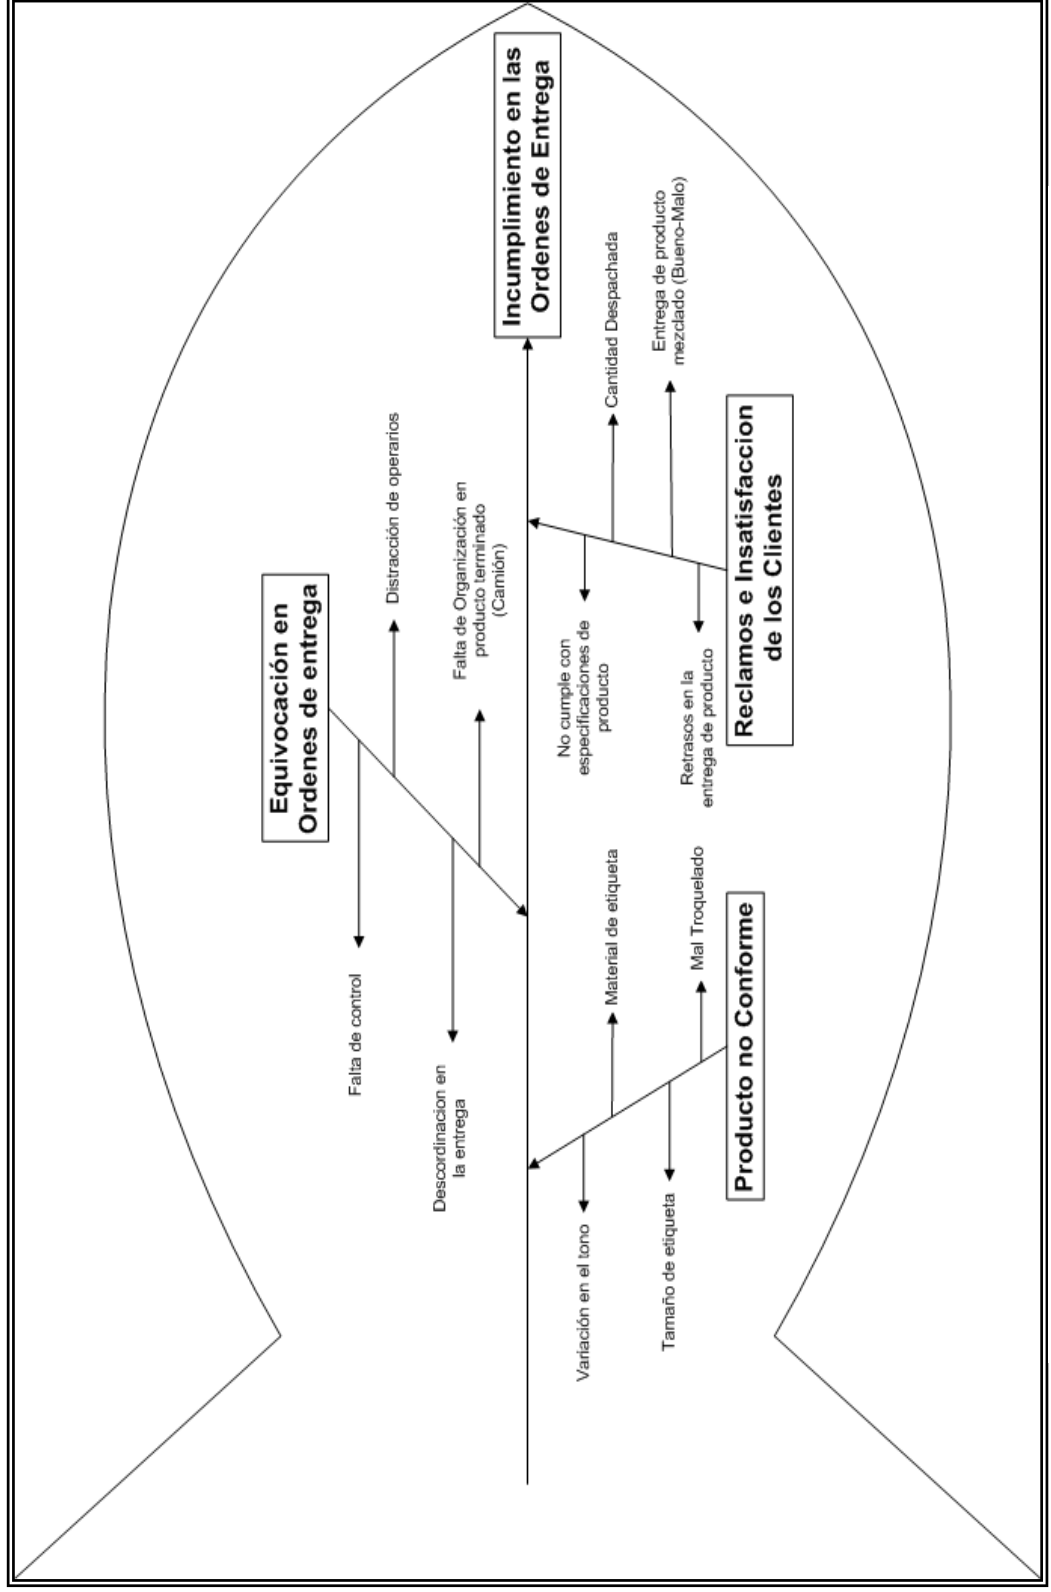 Equivocación en
Ordenes de entrega
Falta de control
Distracción de operarios
Descordinacion en
la entrega
Falta de Organización en
producto terminado
(Camión)
Incumplimiento en las
Ordenes de Entrega
Variación en el tono
Material de etiqueta
Tamaño de etiqueta
Mal Troquelado
Producto no Conforme
No cumple con
especificaciones de
producto
Cantidad Despachada
Retrasos en la
entrega de producto
Entrega de producto
mezclado (Bueno-Malo)
Reclamos e Insatisfaccion
de los Clientes